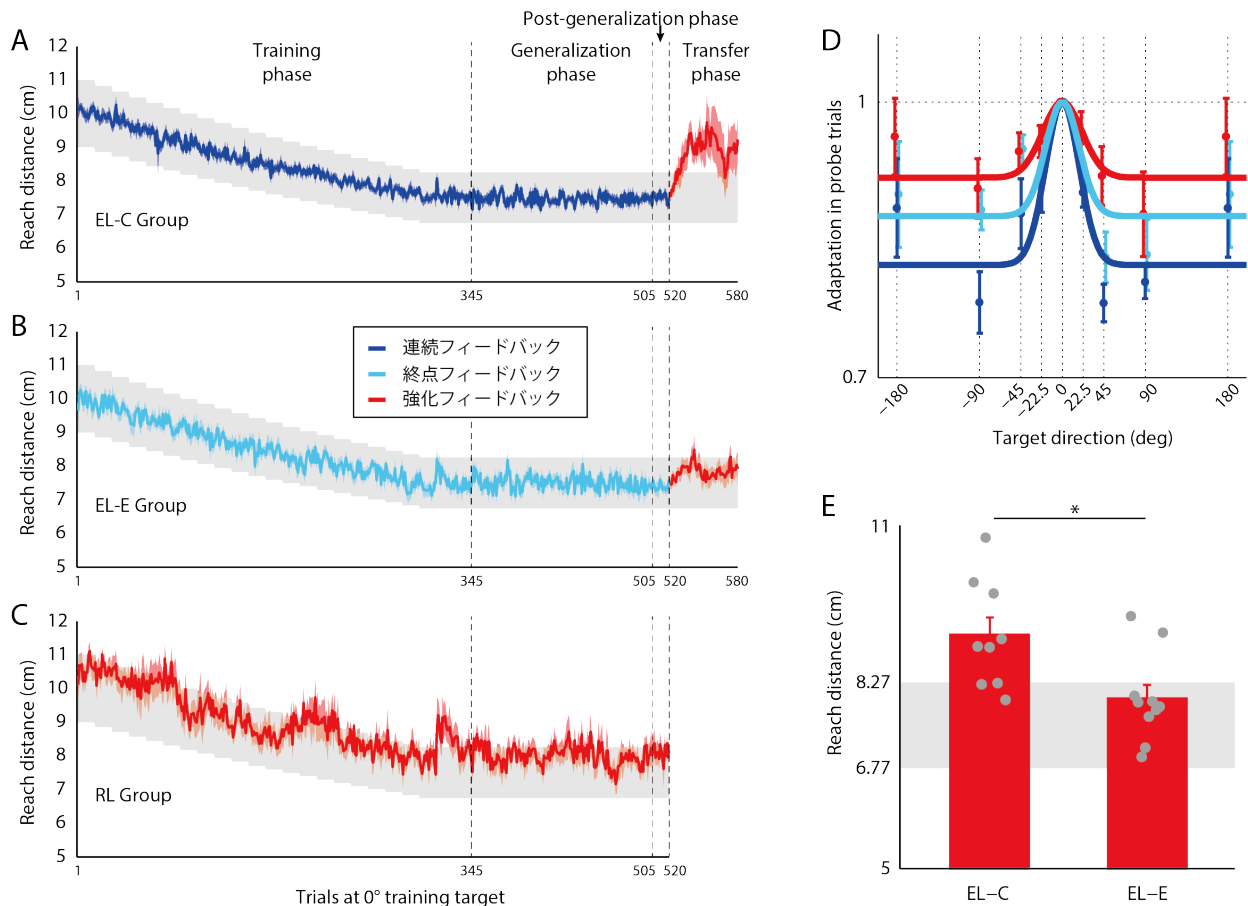 Post-generalization phase
A
Training
phase
Generalization
phase
Transfer
phase
Reach distance (cm)
12
11
10
9
8
7
6
5
EL-C Group
1
345
505
520
580
B
Reach distance (cm)
12
11
10
9
8
7
6
5
連続フィードバック
終点フィードバック
強化フィードバック
EL-E Group
1
345
505
520
580
C
Reach distance (cm)
12
11
10
9
8
7
6
5
RL Group
1
345
505
520
Trials at 0° training target
D
Adaptation in probe trials
1
0.7
−180
−90
−45
−22.5
0
22.5
45
90
180
Target direction (deg)
E
*
Reach distance (cm)
11
8.27
6.77
5
EL−C
EL−E